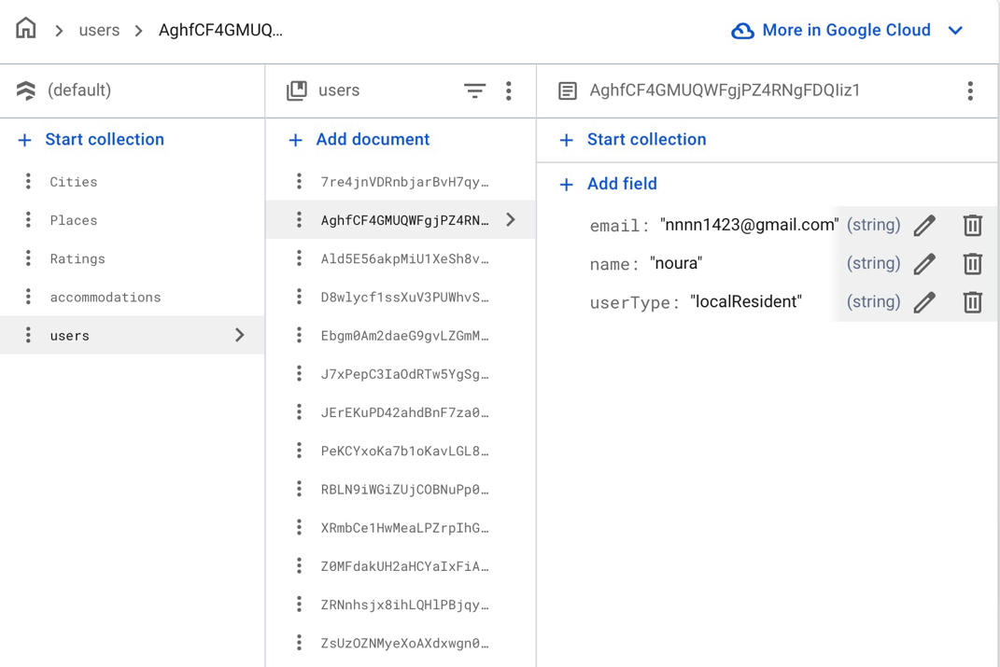 users AghfCF4GMUQ...
More in Google Cloud
(default)
users
AghfCF4GMUQWFgjPZ4RNgFDQIiz1
Start collection
Add document
Start collection
Add field
Cities
Places
Ratings
accommodations
users
7re4jnVDRnbjarBvH7qy…
AghfCF4GMUQWFgjPZ4RN…
Ald5E56akpMiU1XeSh8v…
D8wlycf1ssXuV3PUWhvS…
Ebgm0Am2daeG9gvLZGmM…
J7xPepC3IaOdRTw5YgSg…
JErEKuPD42ahdBnF7za0…
PeKCYxoKa7b1oKavLGL8…
RBLN9iWGiZUjCOBNuPp0…
XRmbCe1HwMeaLPZrpIhG…
Z0MFdakUH2aHCYaIxFiA…
ZRNnhsjx8ihLQHlPBjqy…
ZsUzOZNMyeXoAXdxwgn0…
email: "nnnn1423@gmail.com" (string)
name: "noura" (string)
userType: "localResident" (string)